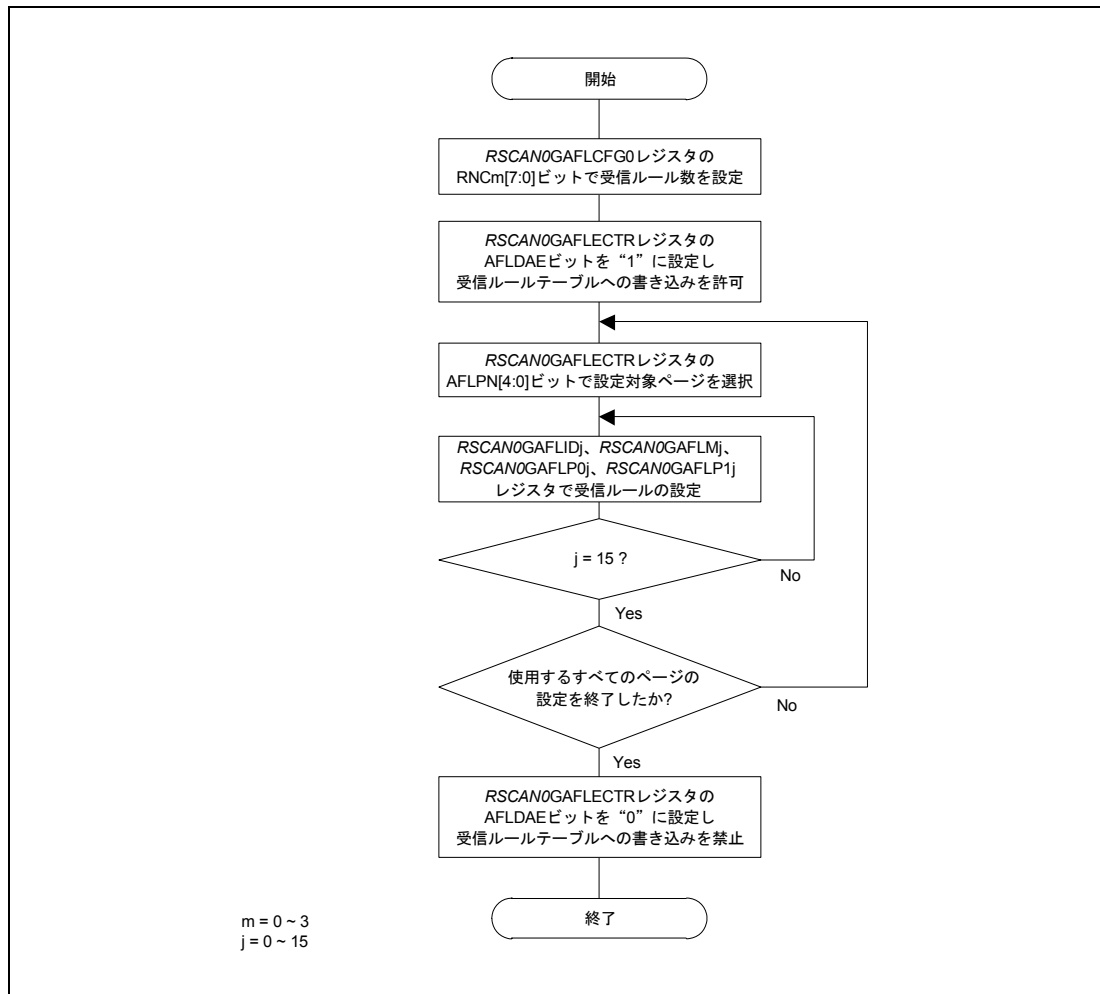 開始
RSCAN0GAFLCFG0レジスタの
RNCm[7:0]ビットで受信ルール数を設定
RSCAN0GAFLECTRレジスタの
AFLDAEビットを“1”に設定し
受信ルールテーブルへの書き込みを許可
RSCAN0GAFLECTRレジスタの
AFLPN[4:0]ビットで設定対象ページを選択
RSCAN0GAFLIDj、RSCAN0GAFLMj、
RSCAN0GAFLP0j、RSCAN0GAFLP1j
レジスタで受信ルールの設定
j = 15 ?
No
Yes
使用するすべてのページの
設定を終了したか?
No
Yes
RSCAN0GAFLECTRレジスタの
AFLDAEビットを“0”に設定し
受信ルールテーブルへの書き込みを禁止
終了
m = 0 ~ 3
j = 0 ~ 15